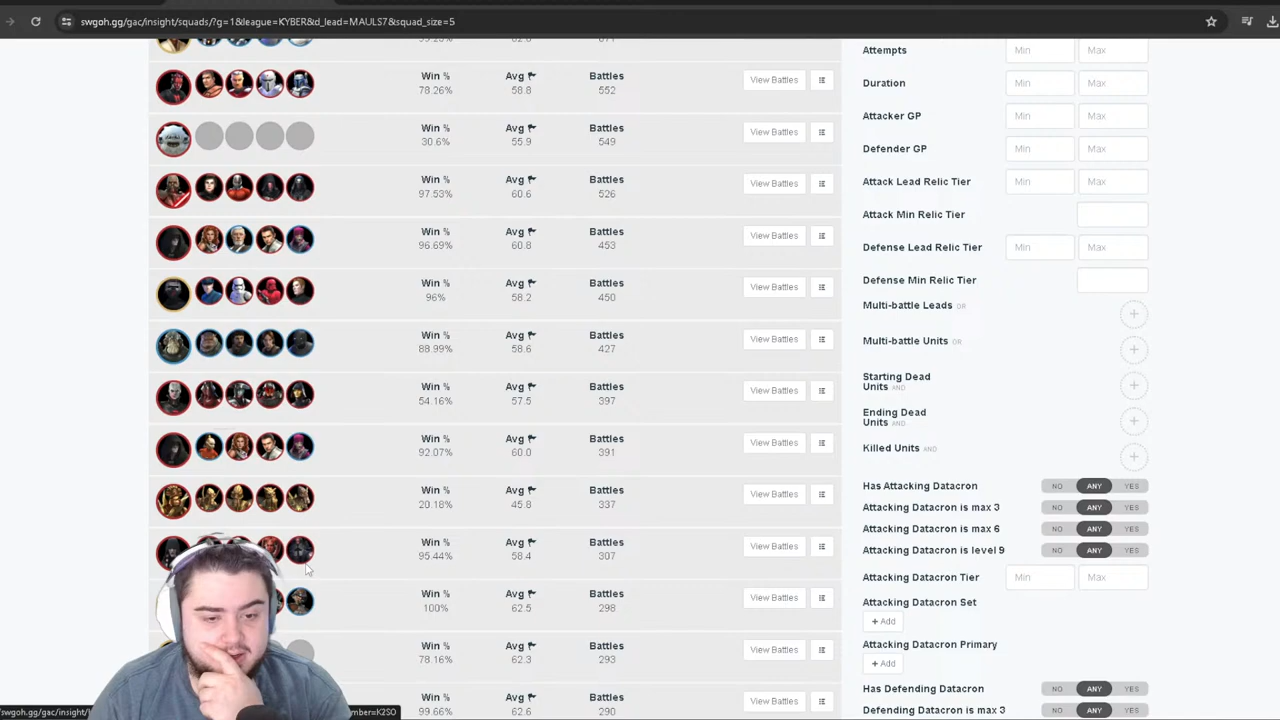 swgoh.gg/gac/insight/squads/?g=1&league=KYBER&d_lead=MAULS7&squad_size=5
Attempts Min Max
Win % Avg Battles
78.26% 58.8 552 View Battles
Duration Min Max
Attacker GP Min Max
Win % Avg Battles
30.6% 55.9 549 View Battles
Defender GP Min Max
Win % Avg Battles
97.53% 60.6 526 View Battles
Attack Lead Relic Tier Min Max
Attack Min Relic Tier
Win % Avg Battles
96.69% 60.8 453 View Battles
Defense Lead Relic Tier Min Max
Defense Min Relic Tier
Win % Avg Battles
96% 58.2 450 View Battles
Multi-battle Leads OR
Win % Avg Battles
88.99% 58.6 427 View Battles
Multi-battle Units OR
Starting Dead
Units AND
Win % Avg Battles
54.16% 57.5 397 View Battles
Ending Dead
Units AND
Win % Avg Battles
92.07% 60.0 391 View Battles
Killed Units AND
Has Attacking Datacron NO ANY YES
Win % Avg Battles
20.18% 45.8 337 View Battles
Attacking Datacron is max 3 NO ANY YES
Attacking Datacron is max 6 NO ANY YES
Win % Avg Battles
95.44% 58.4 307 View Battles
Attacking Datacron is level 9 NO ANY YES
Attacking Datacron Tier Min Max
Win % Avg Battles
100% 62.5 298 View Battles
Attacking Datacron Set
+ Add
Win % Avg Battles
78.16% 62.3 293 View Battles
Attacking Datacron Primary
+ Add
Has Defending Datacron NO ANY YES
Win % Avg Battles
99.66% 62.6 290 View Battles
Defending Datacron is max 3 NO ANY YES
swgoh.gg/gac/insight/ mber=K2SO